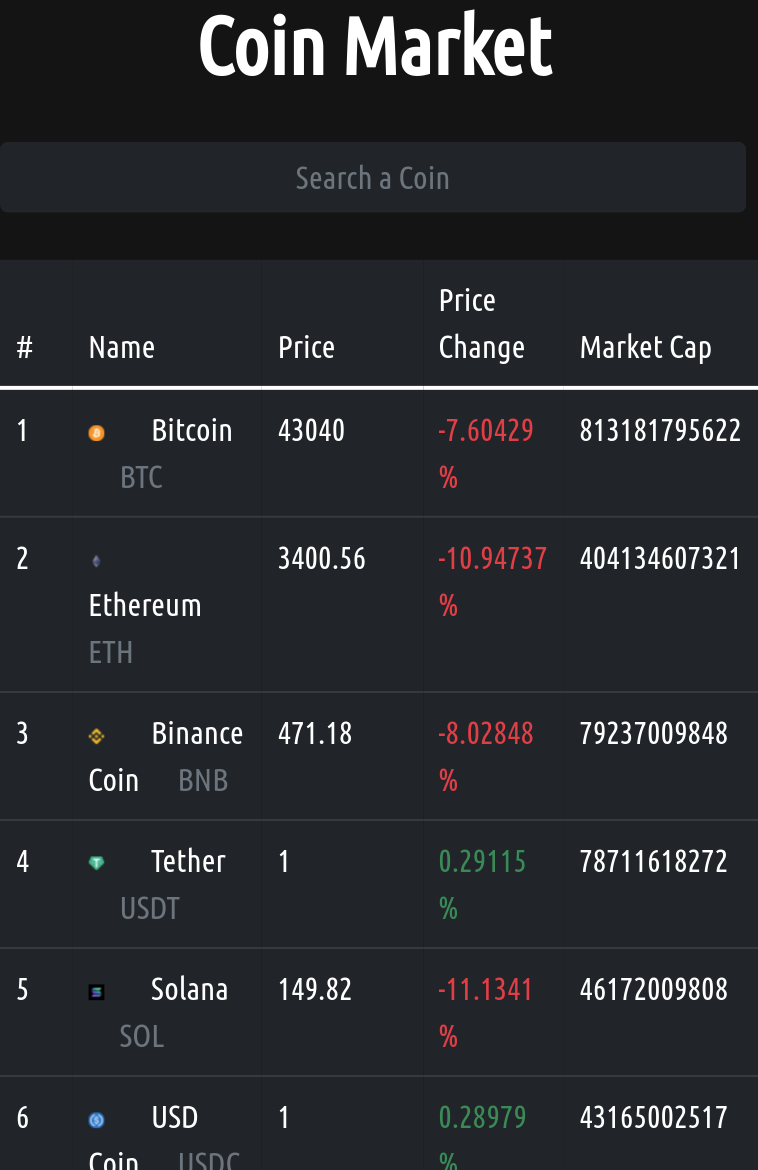 Coin Market
Search a Coin
Price
# Name Price Change Market Cap
1 Bitcoin 43040 -7.60429 813181795622
BTC %
2 3400.56 -10.94737 404134607321
Ethereum %
ETH
3 Binance 471.18 -8.02848 79237009848
Coin BNB %
4 Tether 1 0.29115 78711618272
USDT %
5 Solana 149.82 -11.1341 46172009808
SOL %
6 USD 1 0.28979 43165002517
Coin USDC %